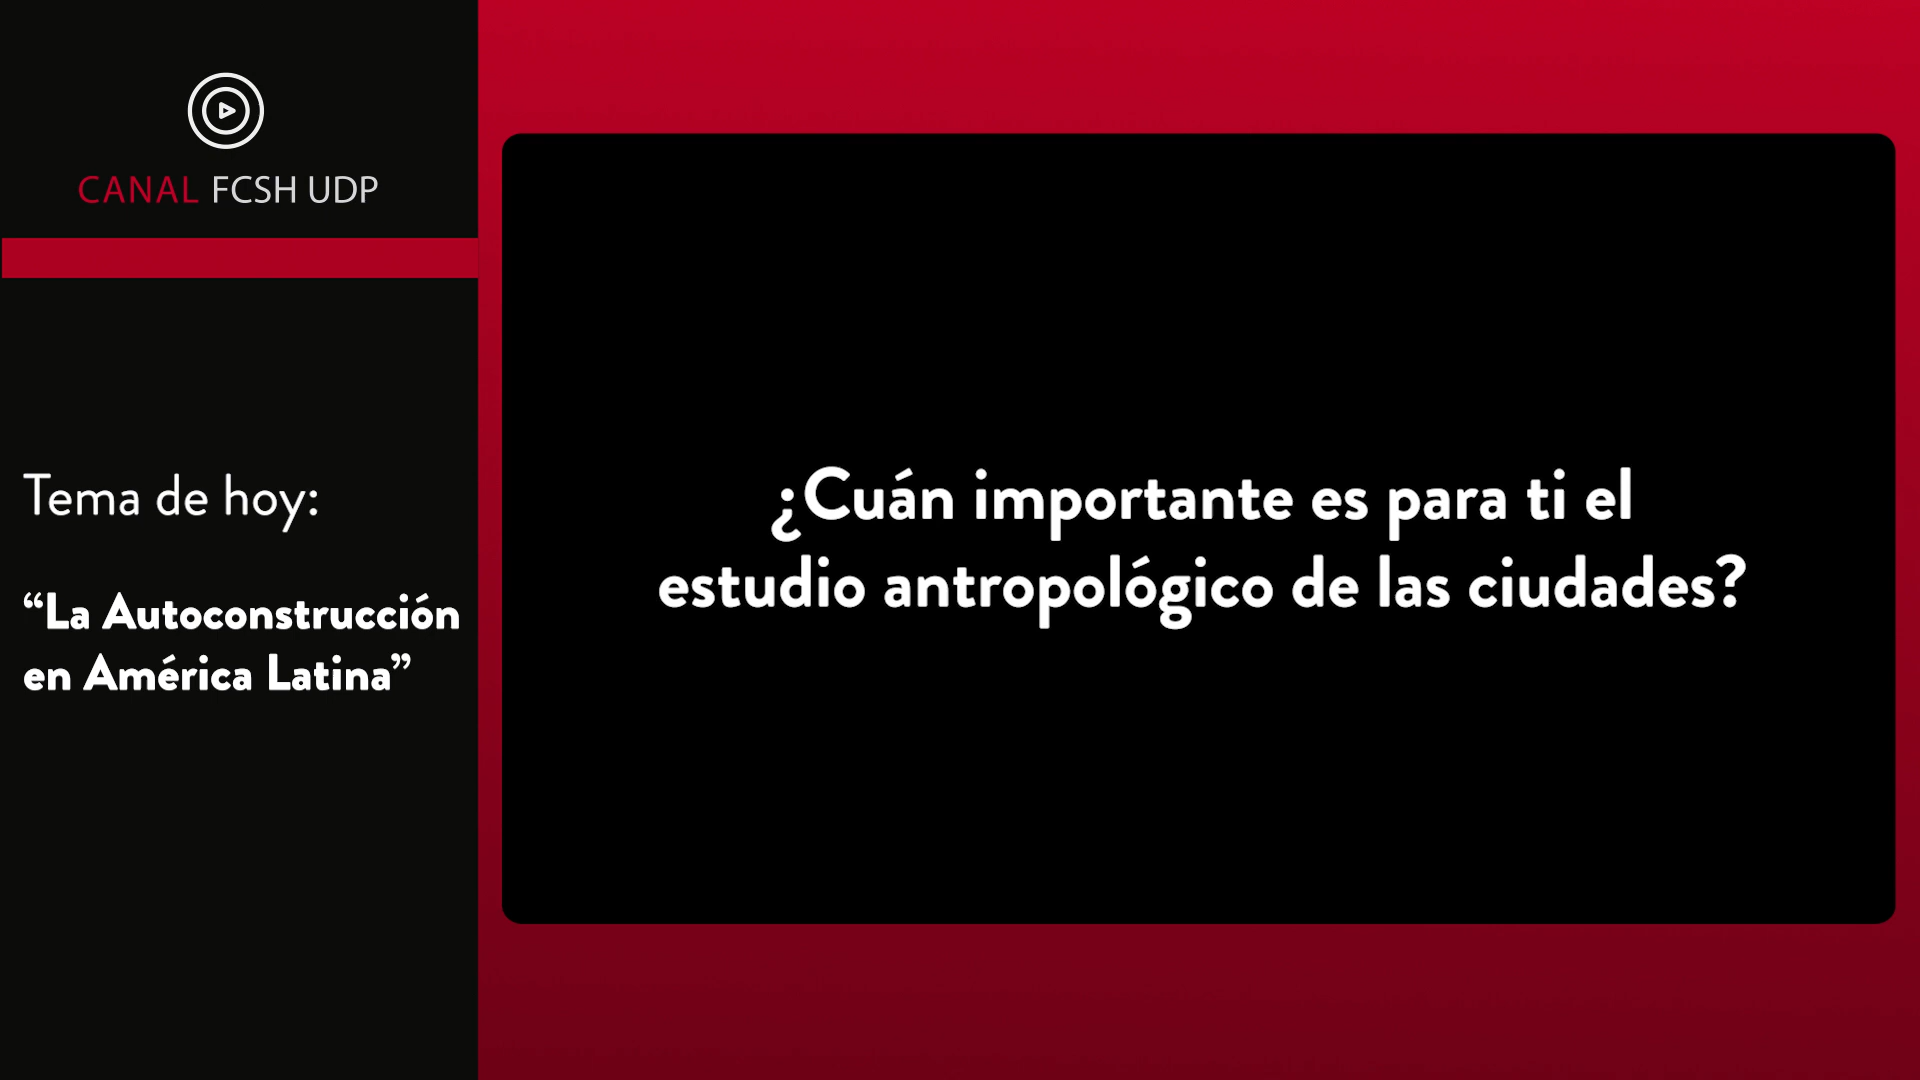 CANAL FCSH UDP
Tema de hoy:
“La Autoconstrucción
en América Latina”
¿Cuán importante es para ti el
estudio antropológico de las ciudades?